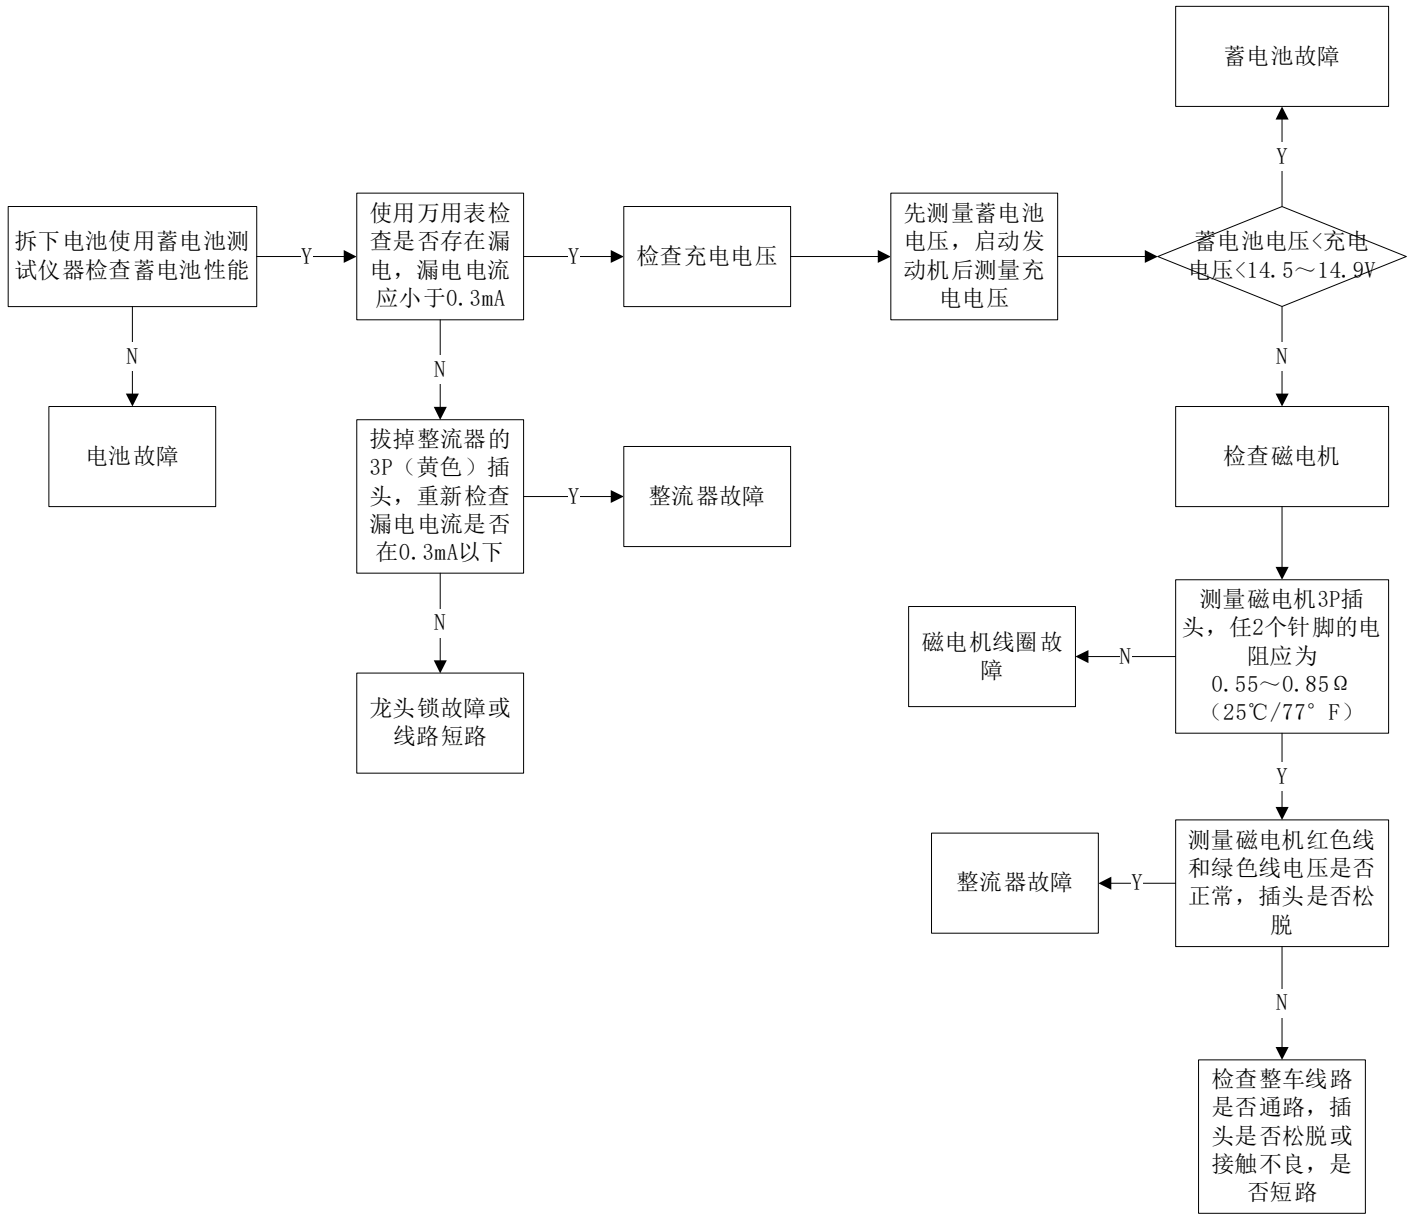 蓄电池故障
Y
拆下电池使用蓄电池测
试仪器检查蓄电池性能
Y
使用万用表检
查是否存在漏
电，漏电电流
应小于0.3mA
Y
检查充电电压
先测量蓄电池
电压，启动发
动机后测量充
电电压
蓄电池电压<充电
电压<14.5～14.9V
N
N
N
电池故障
拔掉整流器的
3P（黄色）插
头，重新检查
漏电电流是否
在0.3mA以下
Y
整流器故障
检查磁电机
N
龙头锁故障或
线路短路
测量磁电机3P插
头，任2个针脚的电
阻应为
0.55～0.85Ω
（25℃/77°F）
N
磁电机线圈故
障
Y
测量磁电机红色线
和绿色线电压是否
正常，插头是否松
脱
Y
整流器故障
N
检查整车线路
是否通路，插
头是否松脱或
接触不良，是
否短路